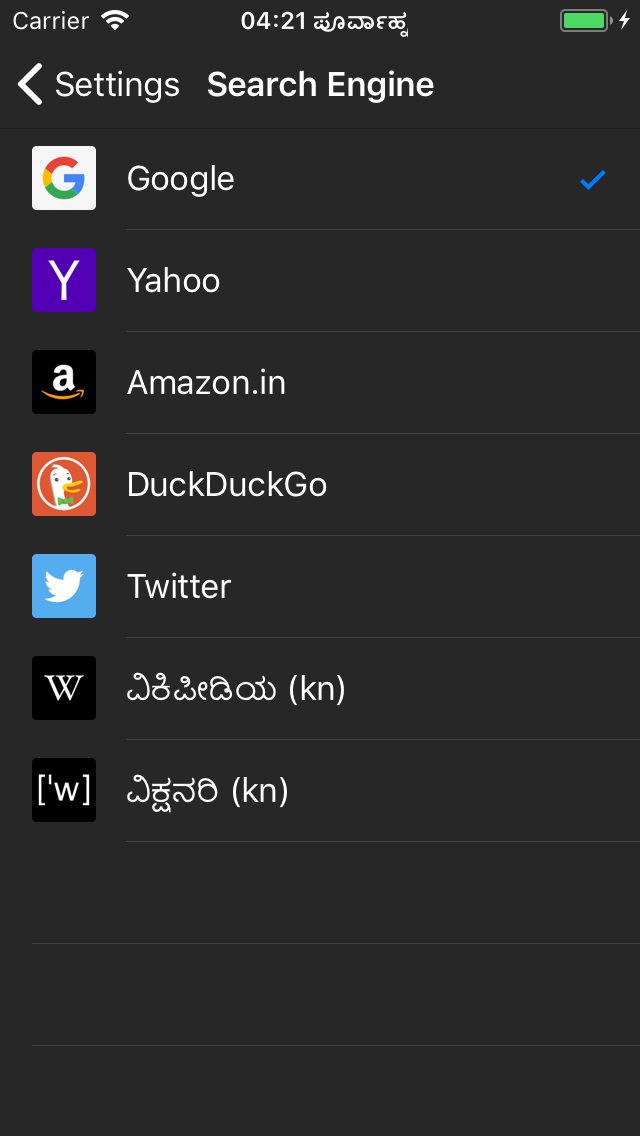 Carrier 04:21 ಪೂರ್ವಾಹ್ನ
Settings Search Engine
Google
Yahoo
Amazon.in
DuckDuckGo
Twitter
ವಿಕಿಪೀಡಿಯ (kn)
['w] ವಿಕ್ಷನರಿ (kn)